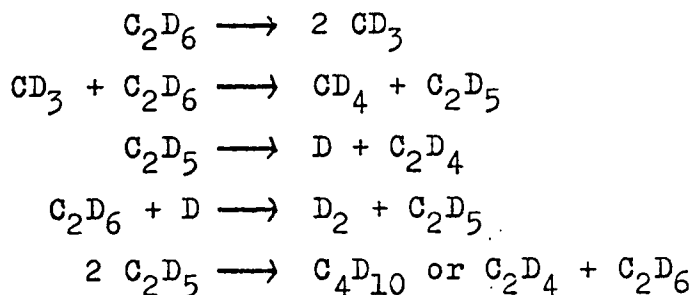 C₂D₆ ⟶ 2 CD₃
CD₃ + C₂D₆ ⟶ CD₄ + C₂D₅
C₂D₅ ⟶ D + C₂D₄
C₂D₆ + D ⟶ D₂ + C₂D₅
2 C₂D₅ ⟶ C₄D₁₀ or C₂D₄ + C₂D₆